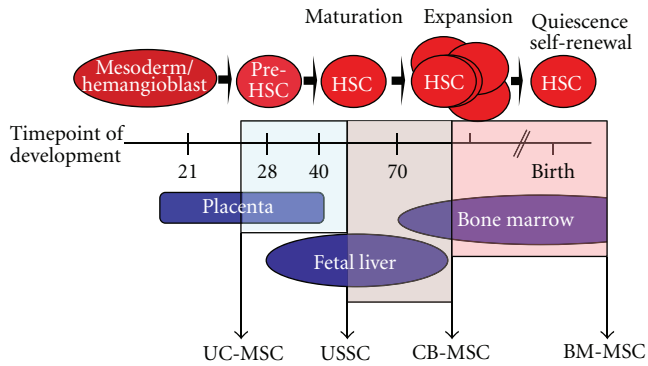 Maturation Expansion Quiescence
self-renewal
Mesoderm/
hemangioblast
Pre-
HSC
HSC
HSC
HSC
Timepoint of
development
21 28 40 70 Birth
Placenta
Bone marrow
Fetal liver
UC-MSC USSC CB-MSC BM-MSC